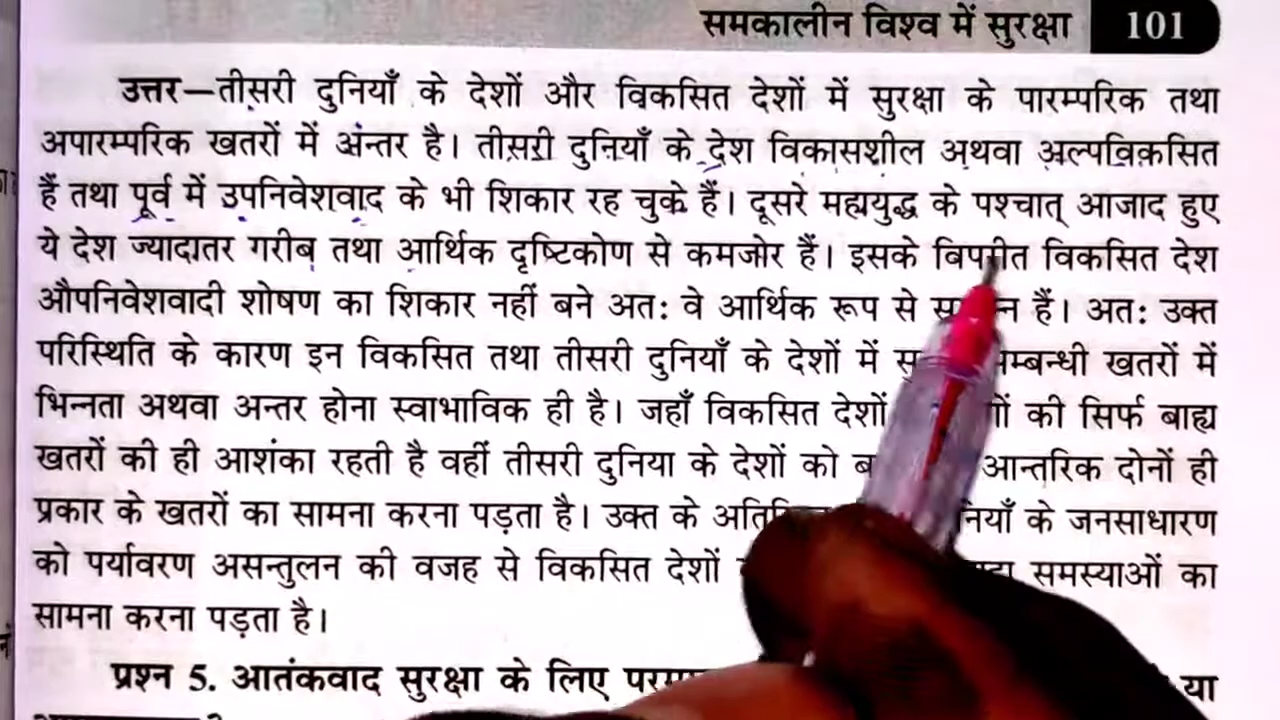 समकालीन विश्व में सुरक्षा 101
उत्तर—तीसरी दुनियाँ के देशों और विकसित देशों में सुरक्षा के पारम्परिक तथा
अपारम्परिक खतरों में अंन्तर है। तीसरी दुनियाँ के देश विकासशील अथवा अल्पविकसित
हैं तथा पूर्व में उपनिवेशवाद के भी शिकार रह चुके हैं। दूसरे महायुद्ध के पश्चात् आजाद हुए
ये देश ज्यादातर गरीब तथा आर्थिक दृष्टिकोण से कमजोर हैं। इसके विपरीत विकसित देश
औपनिवेशवादी शोषण का शिकार नहीं बने अतः वे आर्थिक रूप से हैं। अतः उक्त
परिस्थिति के कारण इन विकसित तथा तीसरी दुनियाँ के देशों में खतरों में
भिन्नता अथवा अन्तर होना स्वाभाविक ही है। जहाँ विकसित देशों की सिर्फ बाह्य
खतरों की ही आशंका रहती है वहीं तीसरी दुनिया के देशों को आन्तरिक दोनों ही
प्रकार के खतरों का सामना करना पड़ता है। उक्त के के जनसाधारण
को पर्यावरण असन्तुलन की वजह से विकसित देशों समस्याओं का
सामना करना पड़ता है।
प्रश्न 5. आतंकवाद सुरक्षा के लिए या